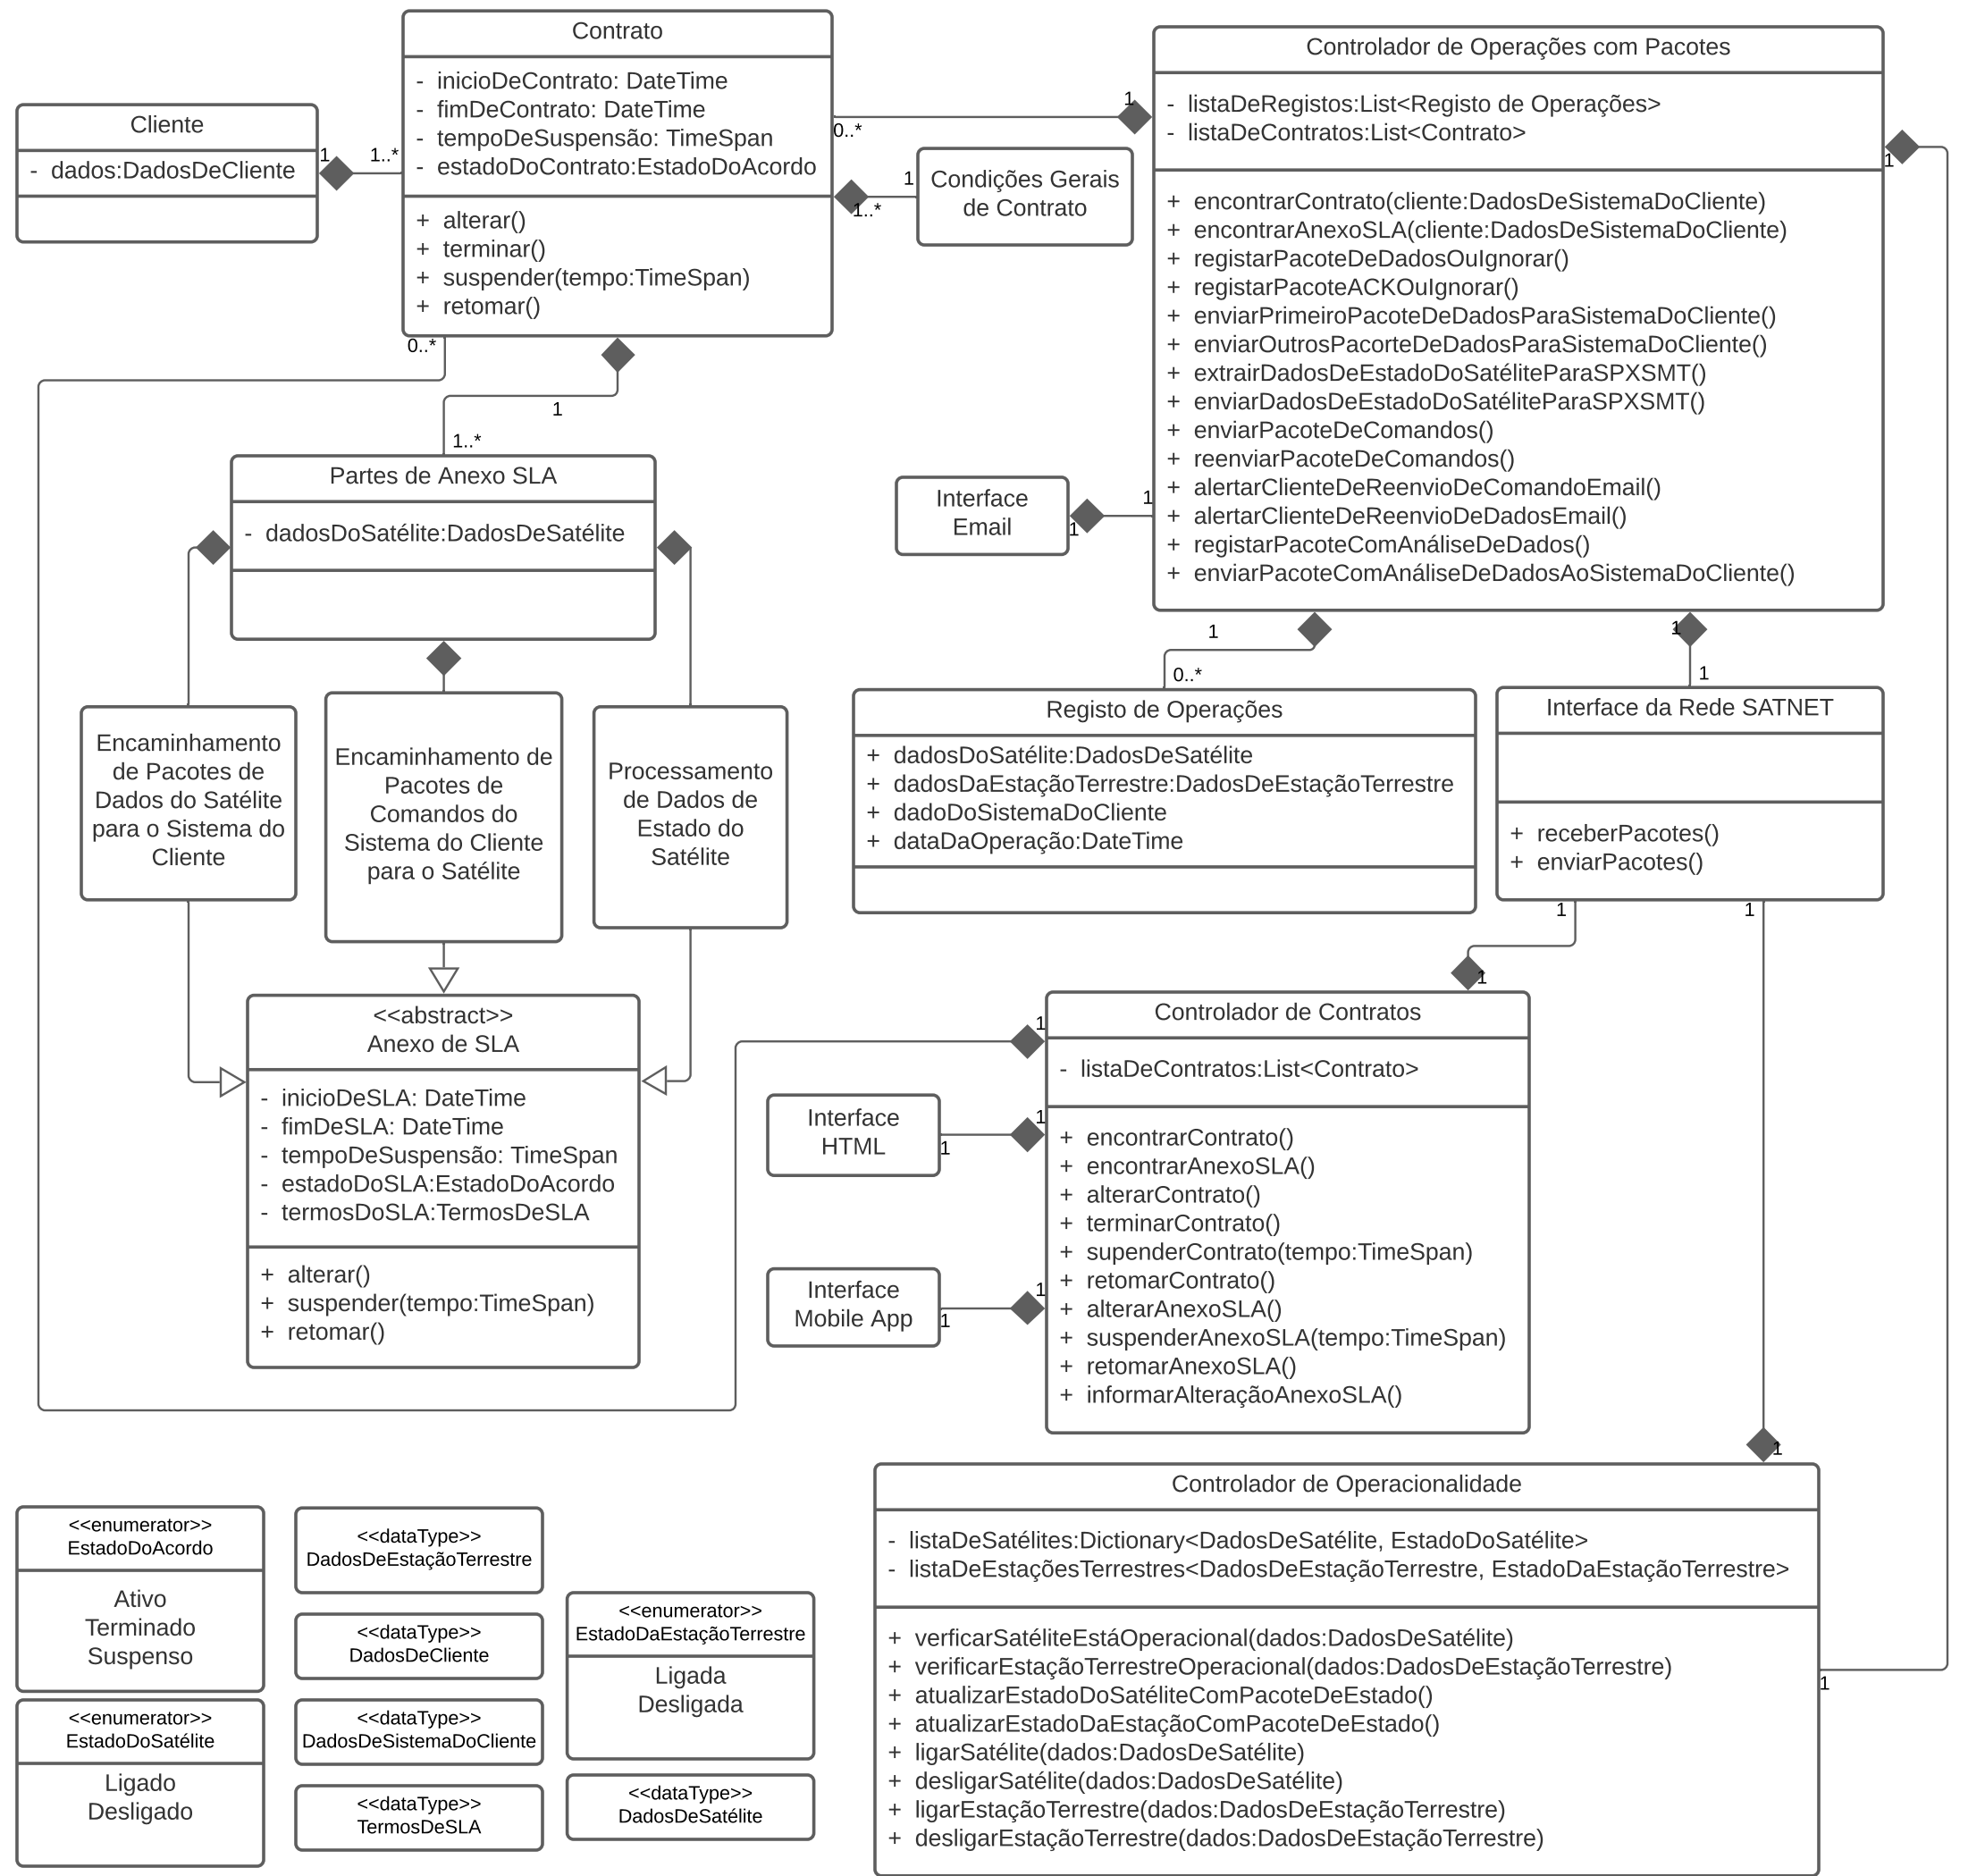 Contrato
- inicioDeContrato: DateTime
- fimDeContrato: DateTime
- tempoDeSuspensão: TimeSpan
- estadoDoContrato:EstadoDoAcordo
+ alterar()
+ terminar()
+ suspender(tempo:TimeSpan)
+ retomar()
Cliente
- dados:DadosDeCliente
1
1..*
0..*
1
1
1..*
Condições Gerais
de Contrato
Controlador de Operações com Pacotes
- listaDeRegistos:List<Registo de Operações>
- listaDeContratos:List<Contrato>
+ encontrarContrato(cliente:DadosDeSistemaDoCliente)
+ encontrarAnexoSLA(cliente:DadosDeSistemaDoCliente)
+ registarPacoteDeDadosOuIgnorar()
+ registarPacoteACKOuIgnorar()
+ enviarPrimeiroPacoteDeDadosParaSistemaDoCliente()
+ enviarOutrosPacorteDeDadosParaSistemaDoCliente()
+ extrairDadosDeEstadoDoSatéliteParaSPXSMT()
+ enviarDadosDeEstadoDoSatéliteParaSPXSMT()
+ enviarPacoteDeComandos()
+ reenviarPacoteDeComandos()
+ alertarClienteDeReenvioDeComandoEmail()
+ alertarClienteDeReenvioDeDadosEmail()
+ registarPacoteComAnáliseDeDados()
+ enviarPacoteComAnáliseDeDadosAoSistemaDoCliente()
1
0..*
1
1..*
Partes de Anexo SLA
- dadosDoSatélite:DadosDeSatélite
Interface
Email
1
1
1
0..*
1
1
Encaminhamento
de Pacotes de
Dados do Satélite
para o Sistema do
Cliente
Encaminhamento de
Pacotes de
Comandos do
Sistema do Cliente
para o Satélite
Processamento
de Dados de
Estado do
Satélite
Registo de Operações
+ dadosDoSatélite:DadosDeSatélite
+ dadosDaEstaçãoTerrestre:DadosDeEstaçãoTerrestre
+ dadoDoSistemaDoCliente
+ dataDaOperação:DateTime
Interface da Rede SATNET
+ receberPacotes()
+ enviarPacotes()
1
1
1
<<abstract>>
Anexo de SLA
- inicioDeSLA: DateTime
- fimDeSLA: DateTime
- tempoDeSuspensão: TimeSpan
- estadoDoSLA:EstadoDoAcordo
- termosDoSLA:TermosDeSLA
+ alterar()
+ suspender(tempo:TimeSpan)
+ retomar()
1
Interface
HTML
1
1
Interface
Mobile App
1
1
Controlador de Contratos
- listaDeContratos:List<Contrato>
+ encontrarContrato()
+ encontrarAnexoSLA()
+ alterarContrato()
+ terminarContrato()
+ supenderContrato(tempo:TimeSpan)
+ retomarContrato()
+ alterarAnexoSLA()
+ suspenderAnexoSLA(tempo:TimeSpan)
+ retomarAnexoSLA()
+ informarAlteraçãoAnexoSLA()
1
Controlador de Operacionalidade
- listaDeSatélites:Dictionary<DadosDeSatélite, EstadoDoSatélite>
- listaDeEstaçõesTerrestres<DadosDeEstaçãoTerrestre, EstadoDaEstaçãoTerrestre>
+ verficarSatéliteEstáOperacional(dados:DadosDeSatélite)
+ verificarEstaçãoTerrestreOperacional(dados:DadosDeEstaçãoTerrestre)
+ atualizarEstadoDoSatéliteComPacoteDeEstado()
+ atualizarEstadoDaEstaçãoComPacoteDeEstado()
+ ligarSatélite(dados:DadosDeSatélite)
+ desligarSatélite(dados:DadosDeSatélite)
+ ligarEstaçãoTerrestre(dados:DadosDeEstaçãoTerrestre)
+ desligarEstaçãoTerrestre(dados:DadosDeEstaçãoTerrestre)
1
<<enumerator>>
EstadoDoAcordo
Ativo
Terminado
Suspenso
<<enumerator>>
EstadoDoSatélite
Ligado
Desligado
<<dataType>>
DadosDeEstaçãoTerrestre
<<dataType>>
DadosDeCliente
<<dataType>>
DadosDeSistemaDoCliente
<<dataType>>
TermosDeSLA
<<enumerator>>
EstadoDaEstaçãoTerrestre
Ligada
Desligada
<<dataType>>
DadosDeSatélite